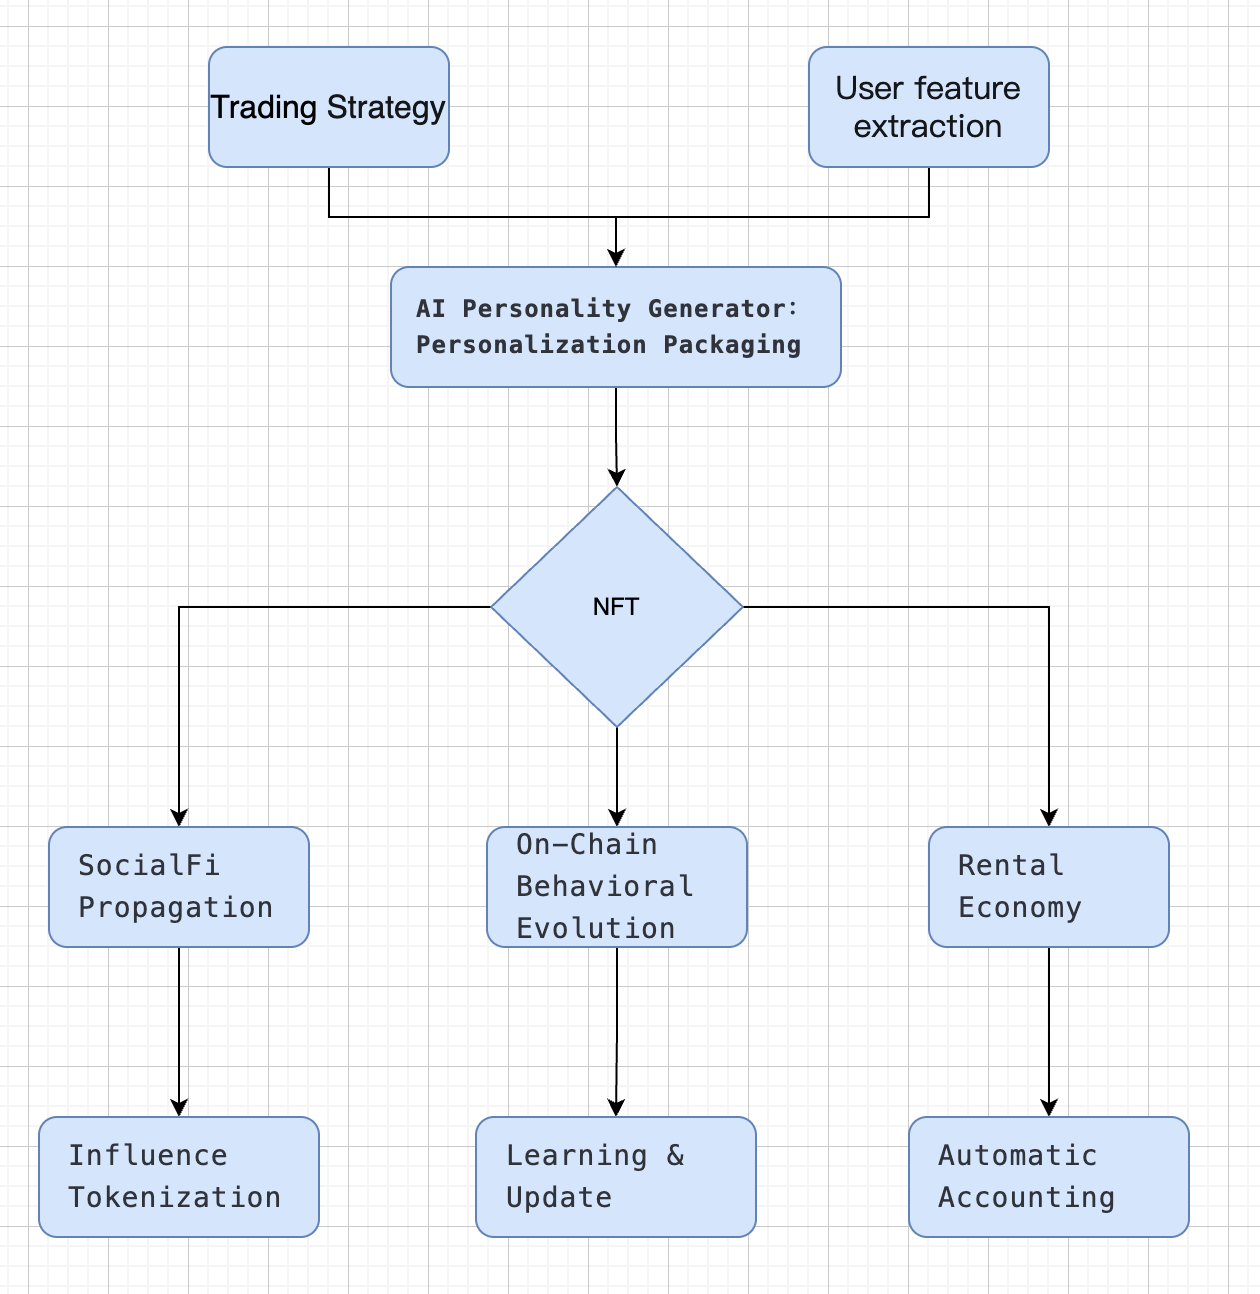 Trading Strategy
User feature
extraction
AI Personality Generator:
Personalization Packaging
NFT
SocialFi
Propagation
On-Chain
Behavioral
Evolution
Rental
Economy
Influence
Tokenization
Learning &
Update
Automatic
Accounting